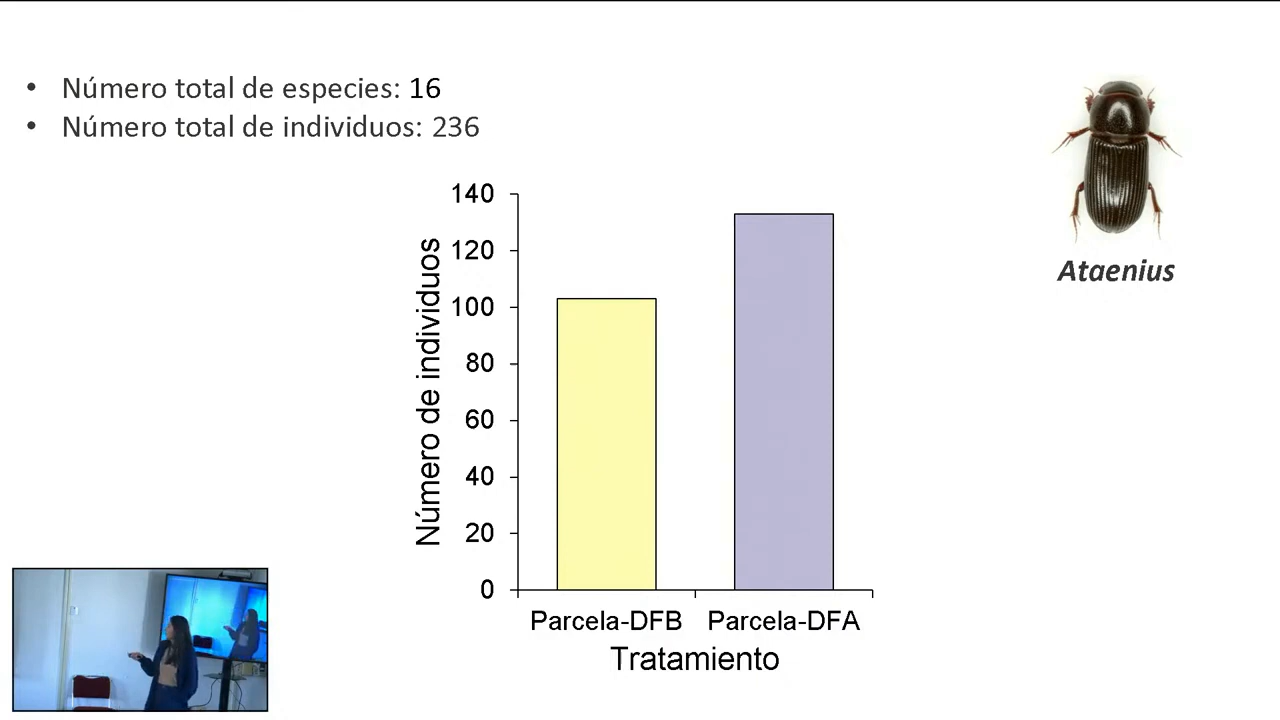 • Número total de especies: 16
• Número total de individuos: 236
Ataenius
Número de individuos
140
120
100
80
60
40
20
0
Parcela-DFB Parcela-DFA
Tratamiento